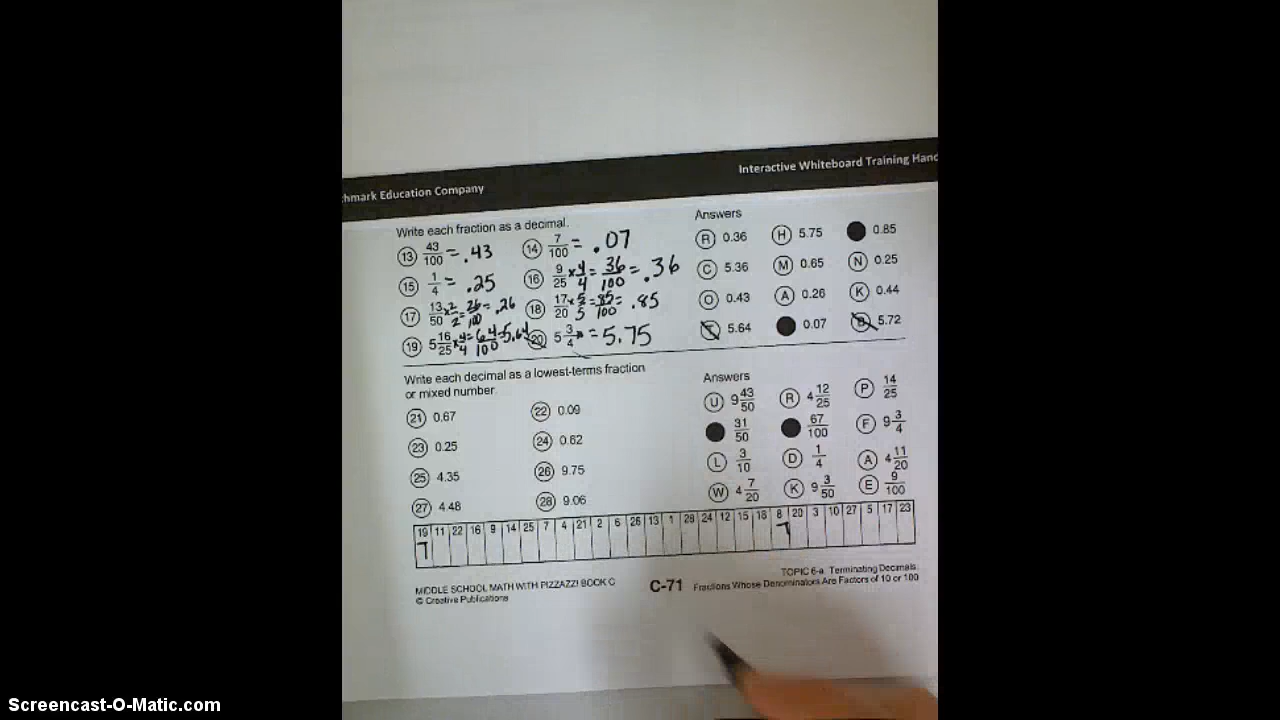 chmark Education Company
Interactive Whiteboard Training Hand
Write each fraction as a decimal.
13 43/100 = .43 14 7/100 = .07
15 1/4 = .25 16 9/25 x 4/4 = 36/100 = .36
17 13/50 x 2/2 = 26/100 = .26 18 17/20 x 5/5 = 85/100 = .85
19 5 16/25 x 4/4 = 64/100 = 5.64 20 5 3/4 = 5.75
Answers
R 0.36 H 5.75 0.85
C 5.36 M 0.65 N 0.25
O 0.43 A 0.26 K 0.44
T 5.64 0.07 B 5.72
Write each decimal as a lowest-terms fraction
or mixed number.
21 0.67 22 0.09
23 0.25 24 0.62
25 4.35 26 9.75
27 4.48 28 9.06
Answers
U 9 43/50 R 4 12/25 P 14/25
31/50 67/100 F 9 3/4
L 3/10 D 1/4 A 4 11/20
W 4 7/20 K 9 3/50 E 9/100
19 11 22 16 9 14 25 7 4 21 2 6 26 13 1 28 24 12 15 18 8 20 3 10 27 5 17 23
T T
MIDDLE SCHOOL MATH WITH PIZZAZZ! BOOK C
© Creative Publications
C-71
TOPIC 6-a: Terminating Decimals:
Fractions Whose Denominators Are Factors of 10 or 100
Screencast-O-Matic.com